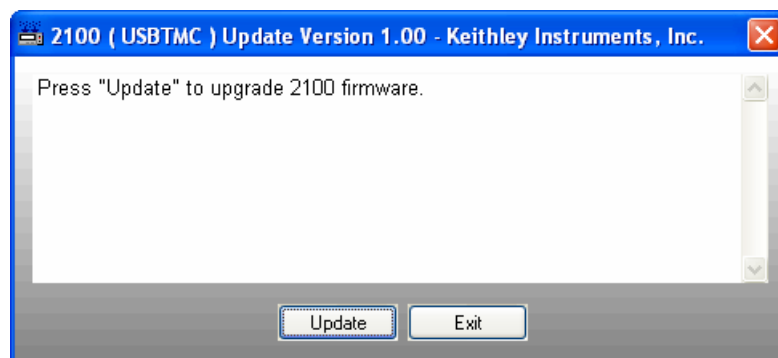 2100 ( USBTMC ) Update Version 1.00 - Keithley Instruments, Inc.
Press "Update" to upgrade 2100 firmware.
Update
Exit